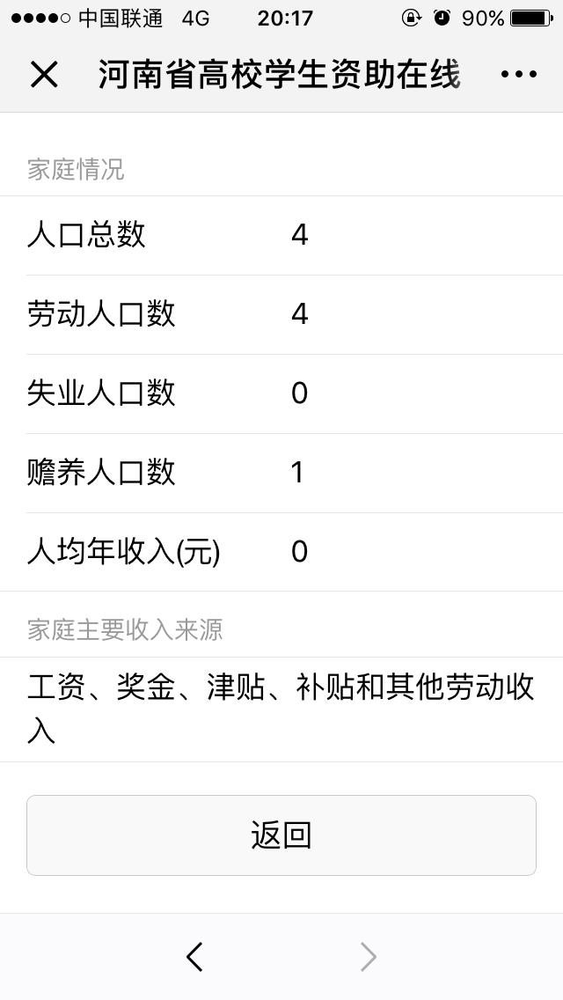 中国联通 4G 20:17 90%
河南省高校学生资助在线
家庭情况
人口总数 4
劳动人口数 4
失业人口数 0
赡养人口数 1
人均年收入(元) 0
家庭主要收入来源
工资、奖金、津贴、补贴和其他劳动收
入
返回